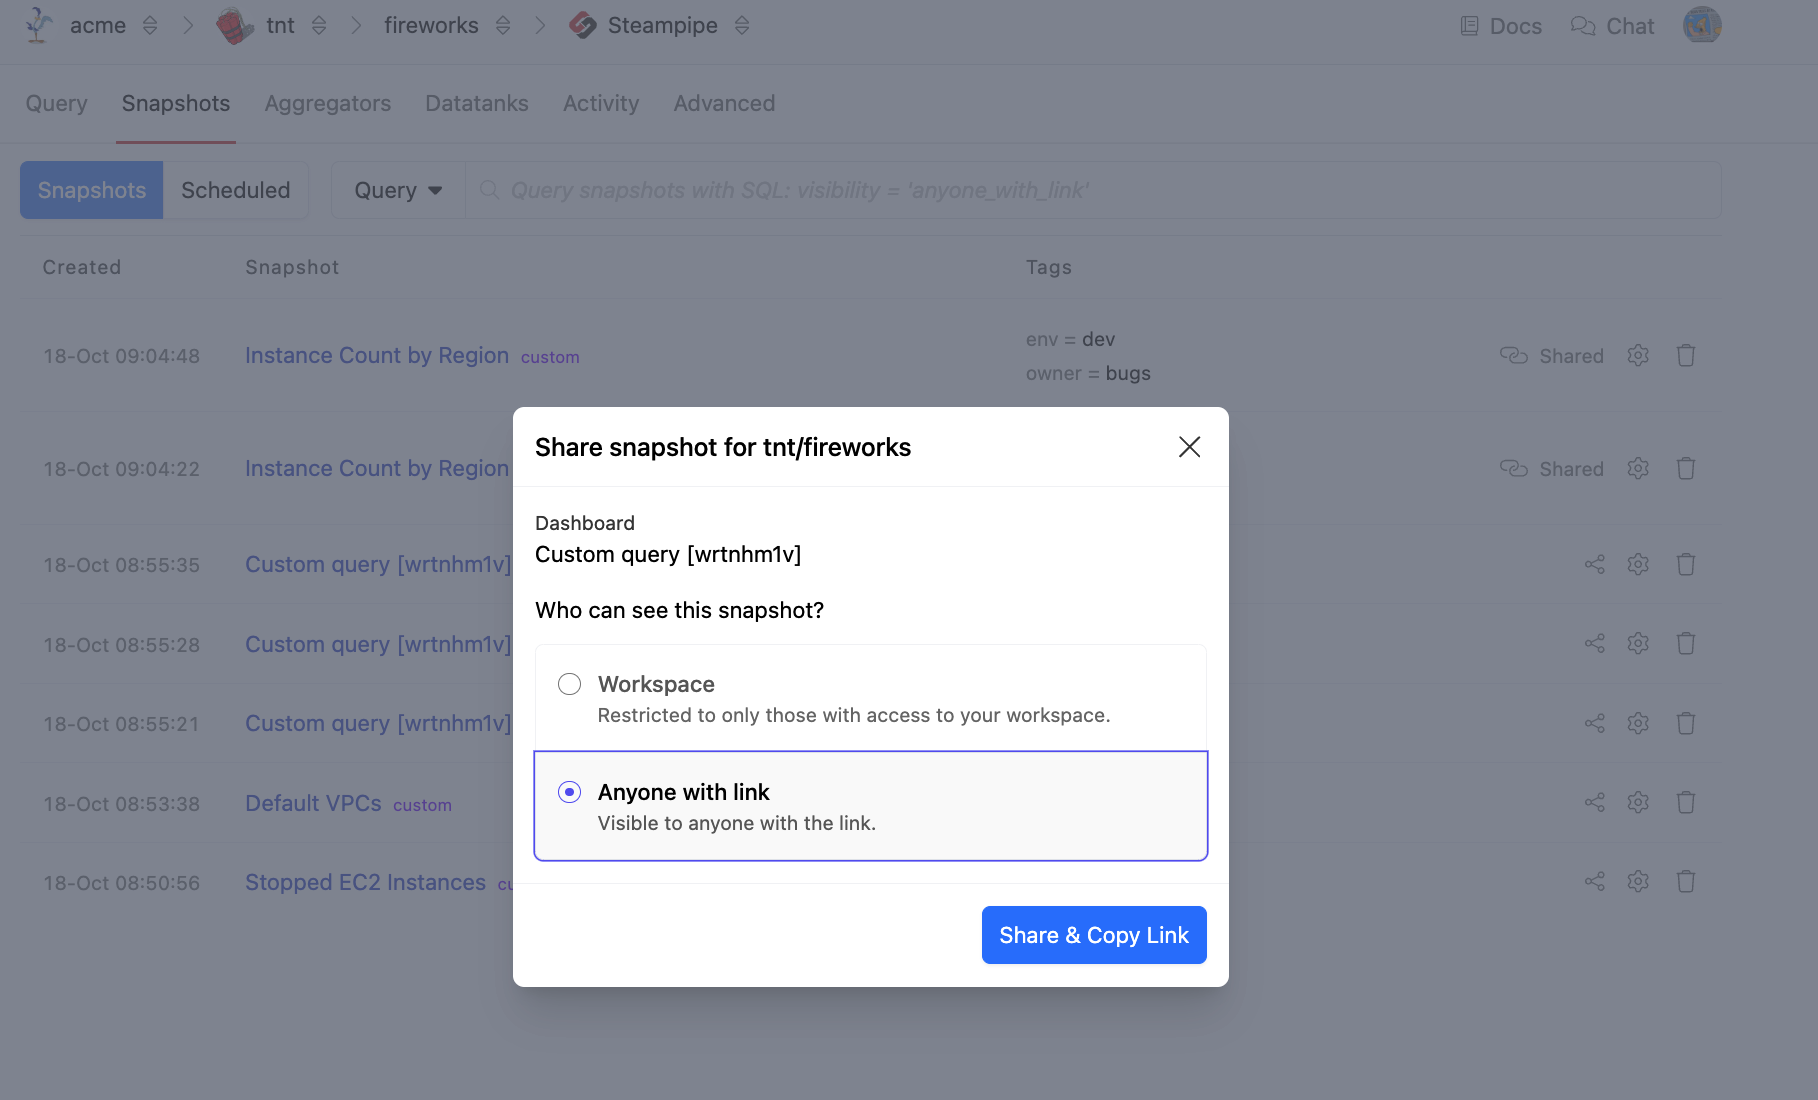 acme tnt fireworks Steampipe Docs Chat
Query Snapshots Aggregators Datatanks Activity Advanced
Snapshots Scheduled Query Query snapshots with SQL: visibility = 'anyone_with_link'
Created Snapshot Tags
18-Oct 09:04:48 Instance Count by Region custom env = dev
owner = bugs
Shared
18-Oct 09:04:22 Instance Count by Region Shared
18-Oct 08:55:35 Custom query [wrtnhm1v]
18-Oct 08:55:28 Custom query [wrtnhm1v]
18-Oct 08:55:21 Custom query [wrtnhm1v]
18-Oct 08:53:38 Default VPCs custom
18-Oct 08:50:56 Stopped EC2 Instances
Share snapshot for tnt/fireworks
Dashboard
Custom query [wrtnhm1v]
Who can see this snapshot?
Workspace
Restricted to only those with access to your workspace.
Anyone with link
Visible to anyone with the link.
Share & Copy Link